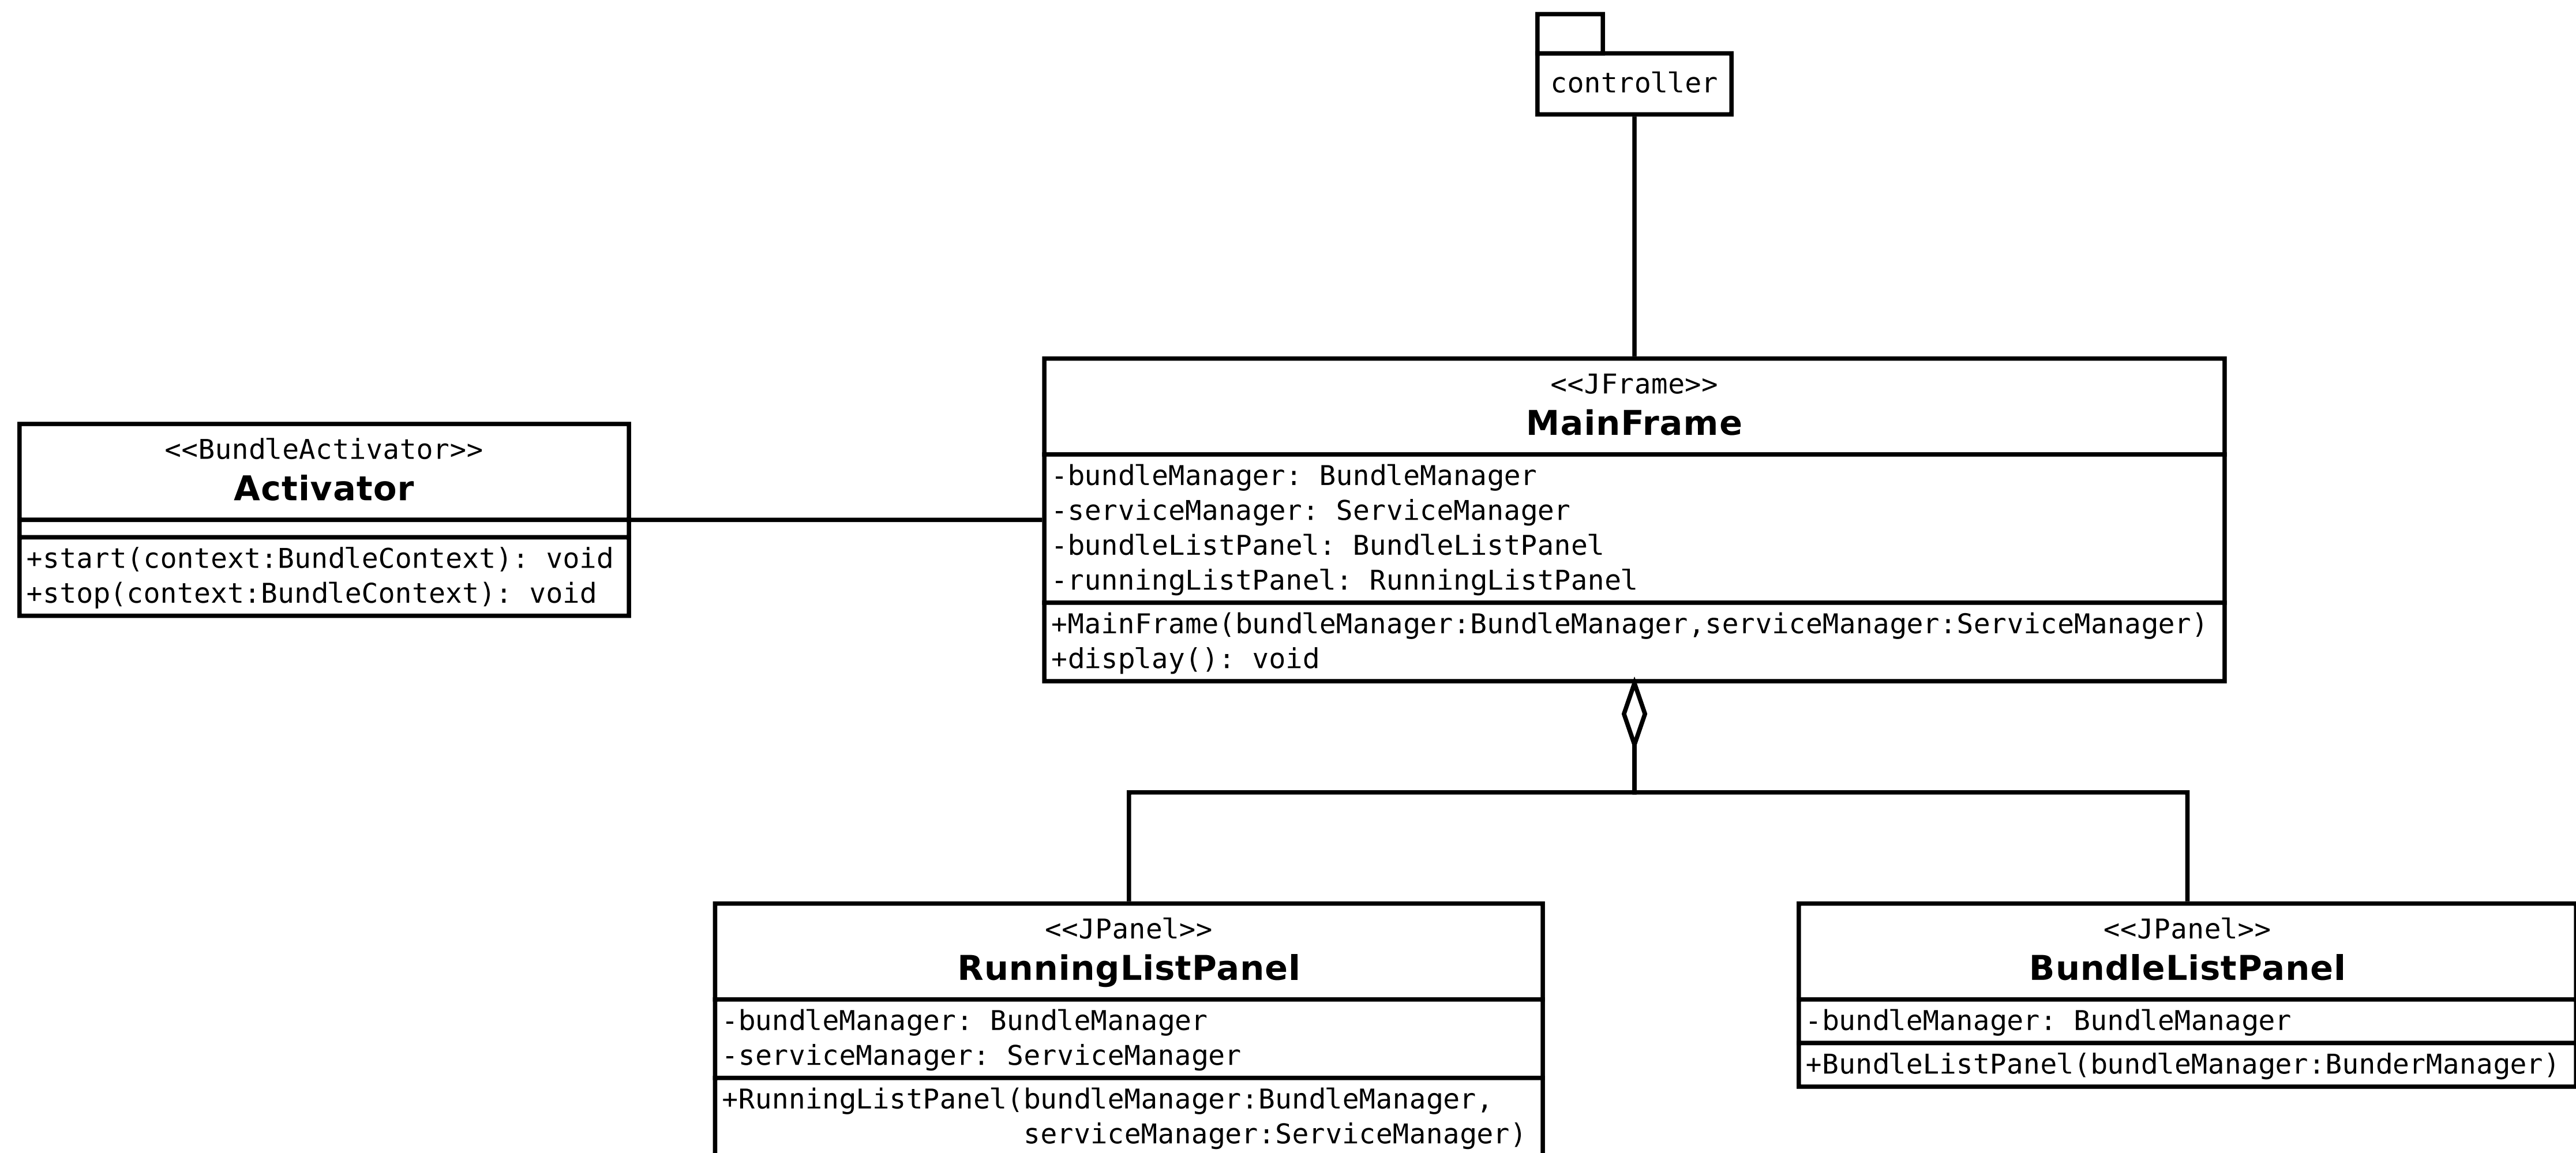 controller
<<JFrame>>
MainFrame
-bundleManager: BundleManager
-serviceManager: ServiceManager
-bundleListPanel: BundleListPanel
-runningListPanel: RunningListPanel
+MainFrame(bundleManager:BundleManager,serviceManager:ServiceManager)
+display(): void
<<BundleActivator>>
Activator
+start(context:BundleContext): void
+stop(context:BundleContext): void
<<JPanel>>
RunningListPanel
-bundleManager: BundleManager
-serviceManager: ServiceManager
+RunningListPanel(bundleManager:BundleManager,
serviceManager:ServiceManager)
<<JPanel>>
BundleListPanel
-bundleManager: BundleManager
+BundleListPanel(bundleManager:BunderManager)